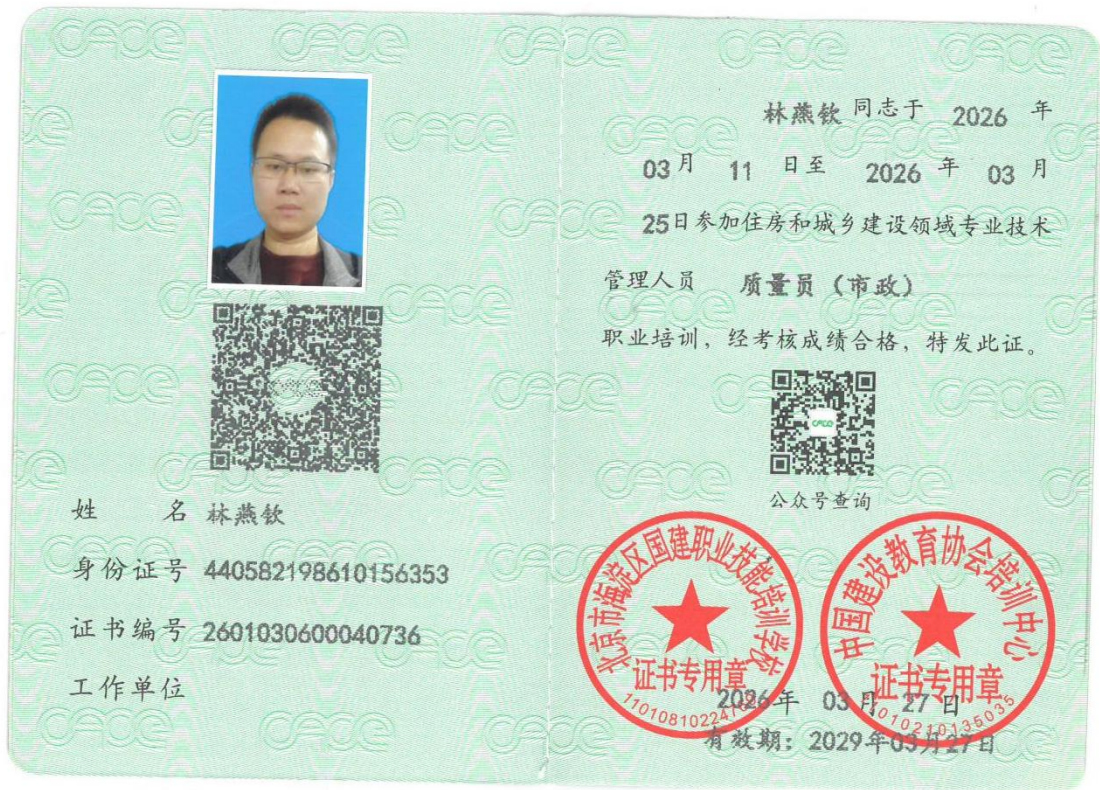 姓 名 林燕钦
身份证号 440582198610156353
证书编号 2601030600040736
工作单位
林燕钦 同志于 2026 年
03 月 11 日至 2026 年 03 月
25日参加住房和城乡建设领域专业技术
管理人员 质量员（市政）
职业培训，经考核成绩合格，特发此证。
CACE
公众号查询
北京市海淀区国建职业技能培训学校
证书专用章
中国建设教育协会培训中心
证书专用章
11010210135035
2026年 03月 27日
有效期：2029年03月27日